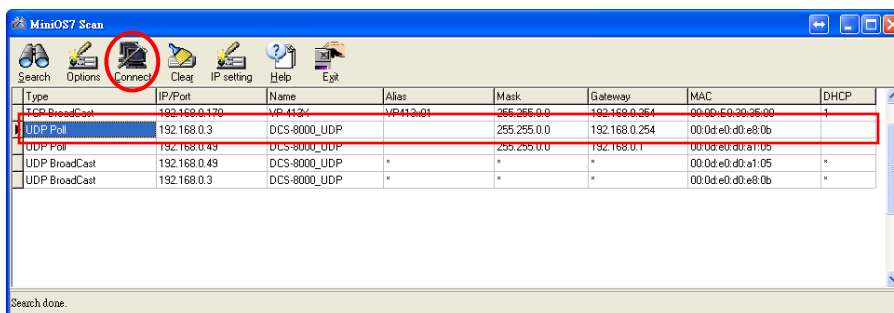 MiniOS7 Scan
Search Options Connect Clear IP setting Help Exit
Type IP/Port Name Alias Mask Gateway MAC DHCP
TCP BroadCast 192.168.0.170 VP-413X VP413x01 255.255.0.0 192.168.0.254 00:0D:E0:30:35:00 1
UDP Poll 192.168.0.3 DCS-8000_UDP 255.255.0.0 192.168.0.254 00:0d:e0:d0:e8:0b
UDP Poll 192.168.0.49 DCS-8000_UDP 255.255.0.0 192.168.0.1 00:0d:e0:d0:a1:05
UDP BroadCast 192.168.0.49 DCS-8000_UDP * * * 00:0d:e0:d0:a1:05 *
UDP BroadCast 192.168.0.3 DCS-8000_UDP * * * 00:0d:e0:d0:e8:0b *
Search done.